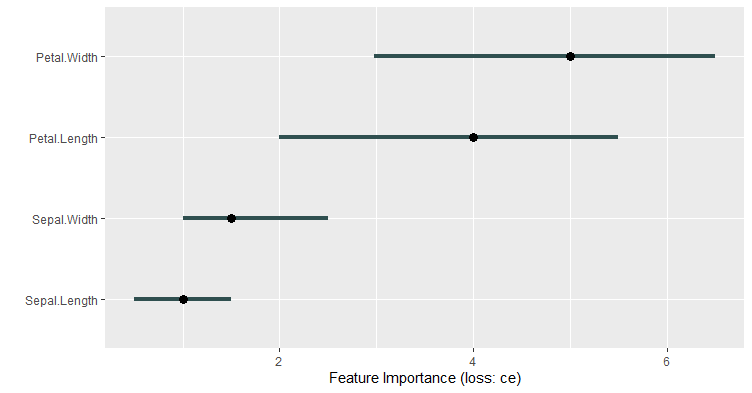 Petal.Width
Petal.Length
Sepal.Width
Sepal.Length
2 4 6
Feature Importance (loss: ce)